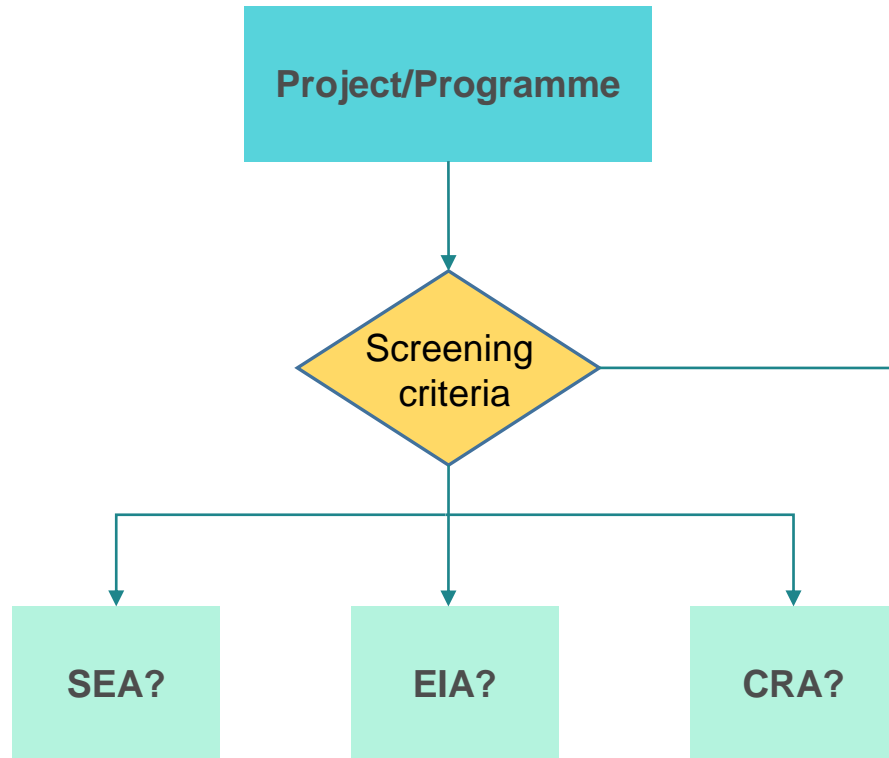 Project/Programme
Screening
criteria
SEA?
EIA?
CRA?